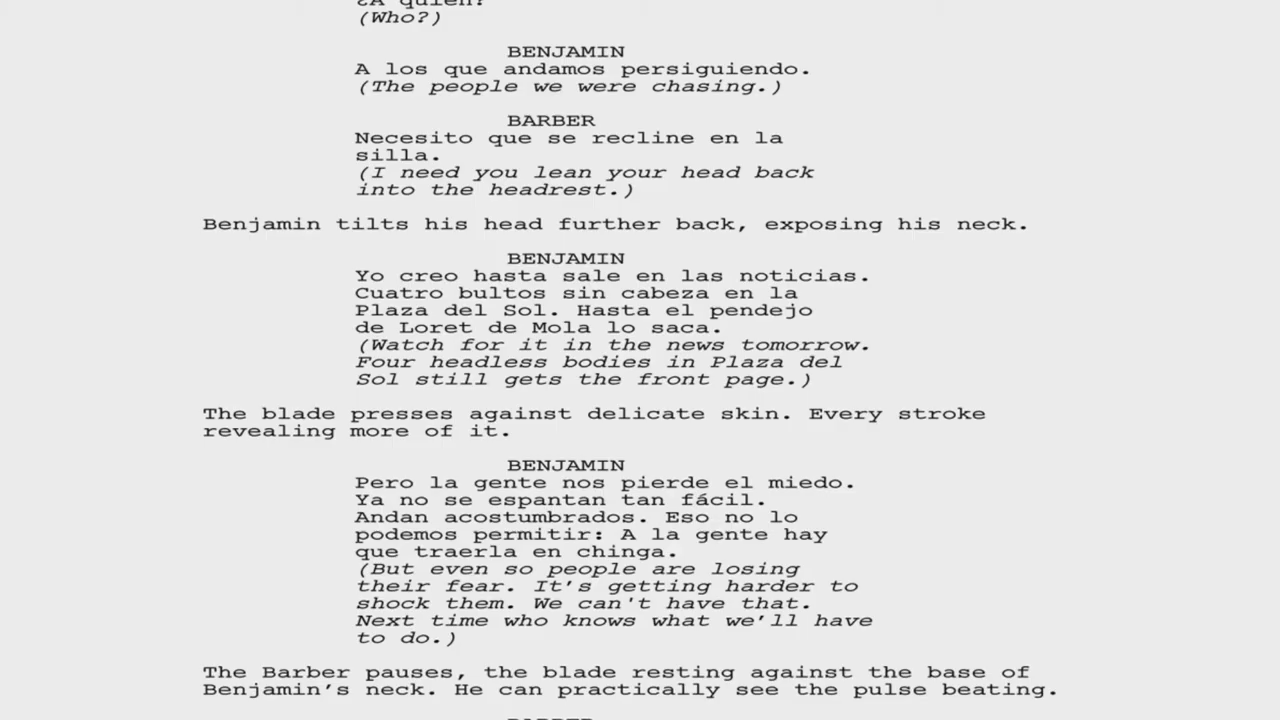 ¿A quién?
(Who?)
BENJAMIN
A los que andamos persiguiendo.
(The people we were chasing.)
BARBER
Necesito que se recline en la
silla.
(I need you lean your head back
into the headrest.)
Benjamin tilts his head further back, exposing his neck.
BENJAMIN
Yo creo hasta sale en las noticias.
Cuatro bultos sin cabeza en la
Plaza del Sol. Hasta el pendejo
de Loret de Mola lo saca.
(Watch for it in the news tomorrow.
Four headless bodies in Plaza del
Sol still gets the front page.)
The blade presses against delicate skin. Every stroke
revealing more of it.
BENJAMIN
Pero la gente nos pierde el miedo.
Ya no se espantan tan fácil.
Andan acostumbrados. Eso no lo
podemos permitir: A la gente hay
que traerla en chinga.
(But even so people are losing
their fear. It’s getting harder to
shock them. We can't have that.
Next time who knows what we’ll have
to do.)
The Barber pauses, the blade resting against the base of
Benjamin’s neck. He can practically see the pulse beating.
BARBER